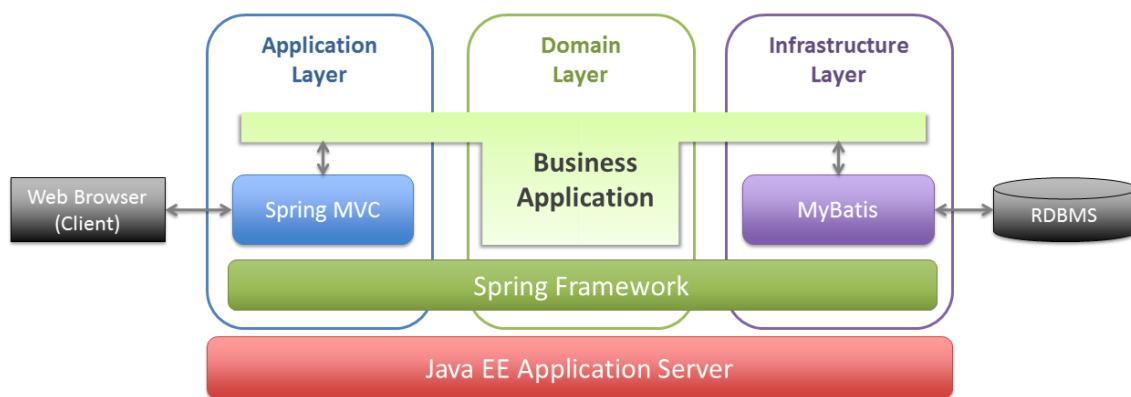 Application
Layer
Domain
Layer
Infrastructure
Layer
Business
Application
Web Browser
(Client)
Spring MVC
MyBatis
RDBMS
Spring Framework
Java EE Application Server